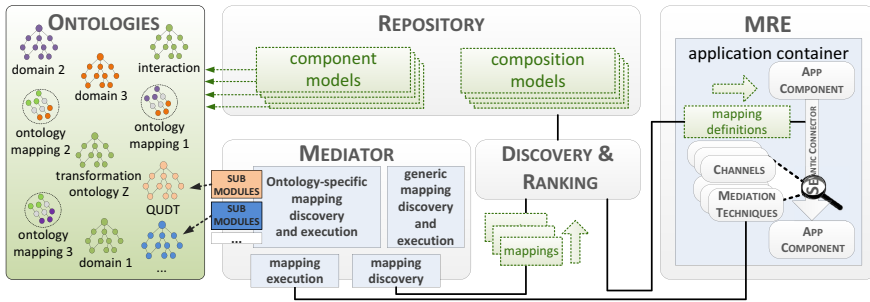 ONTOLOGIES
domain 2
interaction
domain 3
ontology
mapping 2
ontology
mapping 1
transformation
ontology Z
QUDT
ontology
mapping 3
domain 1
...
REPOSITORY
component
models
composition
models
MEDIATOR
SUB
MODULES
SUB
MODULES
...
Ontology-specific
mapping
discovery
and execution
generic
mapping
discovery
and
execution
mapping
execution
mapping
discovery
DISCOVERY &
RANKING
mappings
MRE
application container
APP
COMPONENT
mapping
definitions
CHANNELS
MEDIATION
TECHNIQUES
APP
COMPONENT